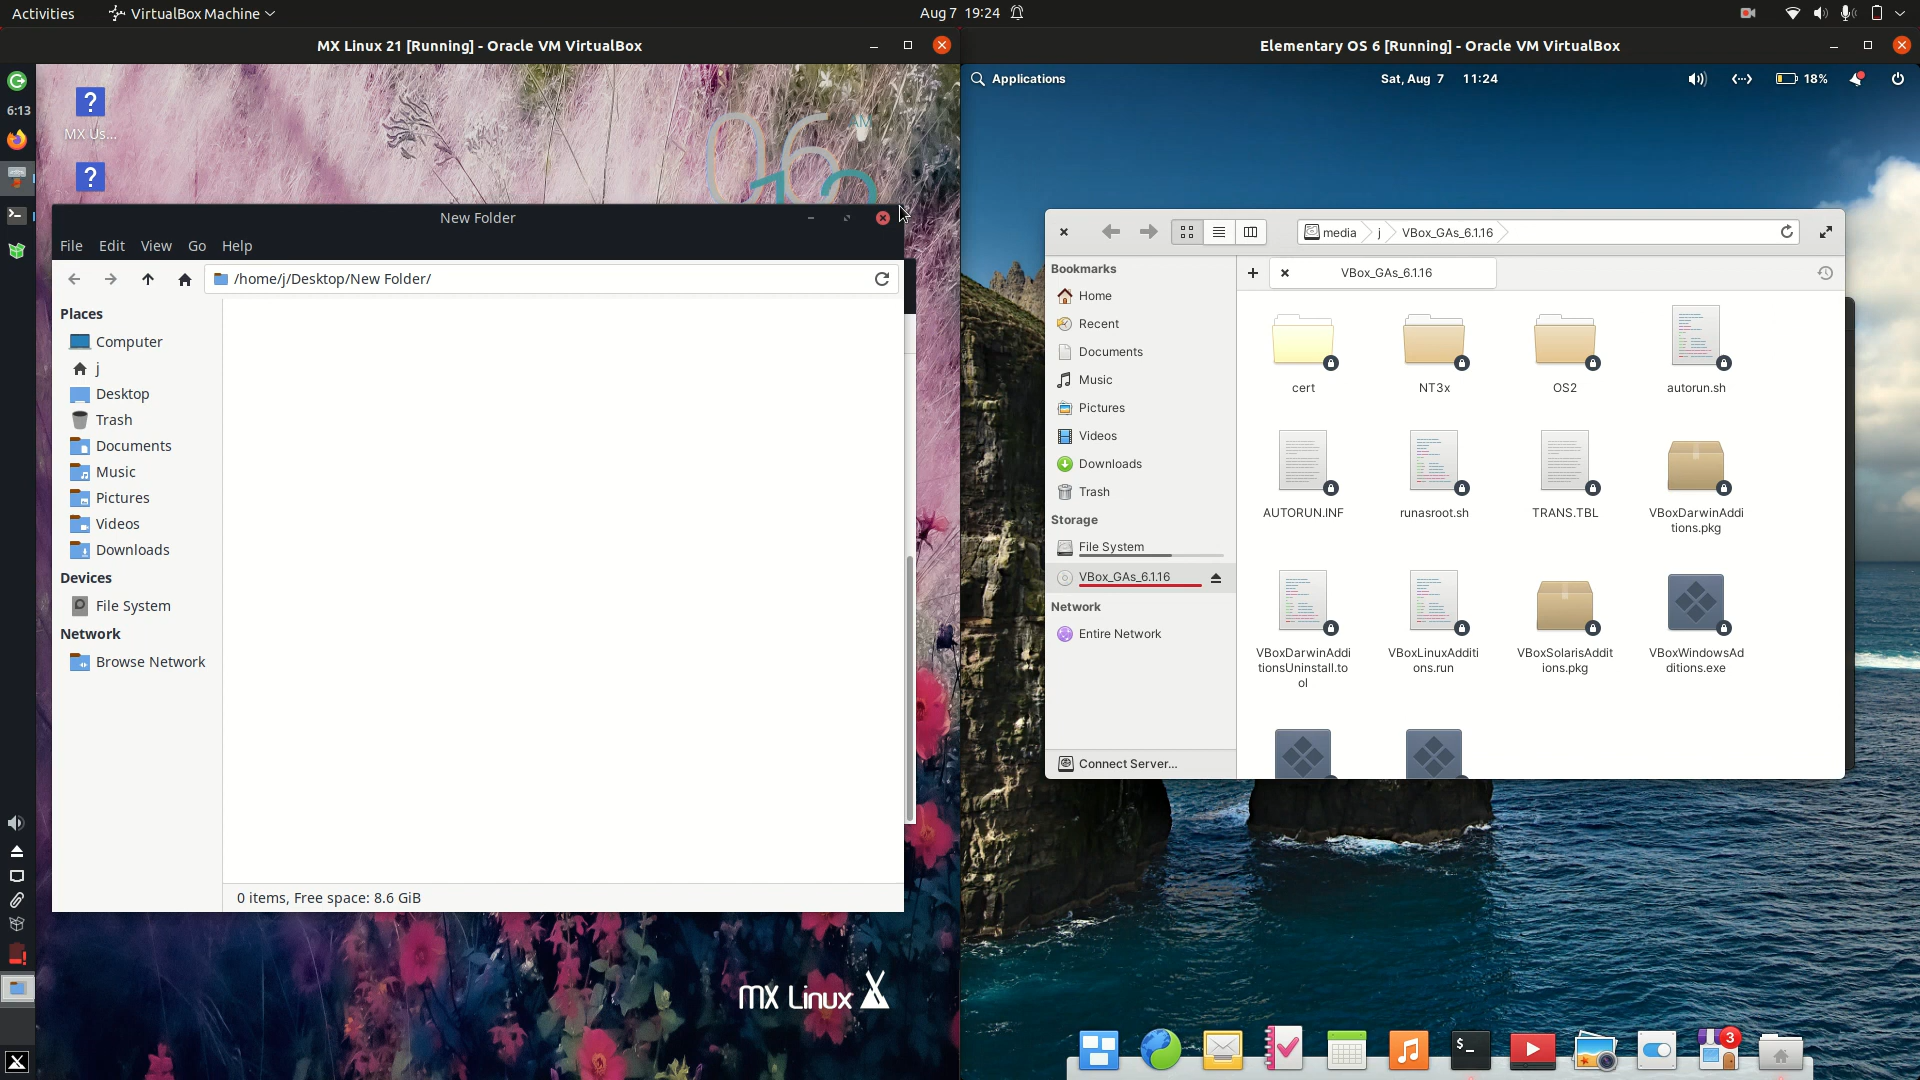 Activities
VirtualBox Machine
Aug 7 19:24
MX Linux 21 [Running] - Oracle VM VirtualBox
6:13
MX Us...
06
AM
New Folder
File Edit View Go Help
/home/j/Desktop/New Folder/
Places
Computer
j
Desktop
Trash
Documents
Music
Pictures
Videos
Downloads
Devices
File System
Network
Browse Network
0 items, Free space: 8.6 GiB
MX Linux
Elementary OS 6 [Running] - Oracle VM VirtualBox
Applications
Sat, Aug 7 11:24
18%
media j VBox_GAs_6.1.16
VBox_GAs_6.1.16
Bookmarks
Home
Recent
Documents
Music
Pictures
Videos
Downloads
Trash
Storage
File System
VBox_GAs_6.1.16
Network
Entire Network
Connect Server...
cert
NT3x
OS2
autorun.sh
AUTORUN.INF
runasroot.sh
TRANS.TBL
VBoxDarwinAddi
tions.pkg
VBoxDarwinAddi
tionsUninstall.to
ol
VBoxLinuxAdditi
ons.run
VBoxSolarisAddit
ions.pkg
VBoxWindowsAd
ditions.exe
3